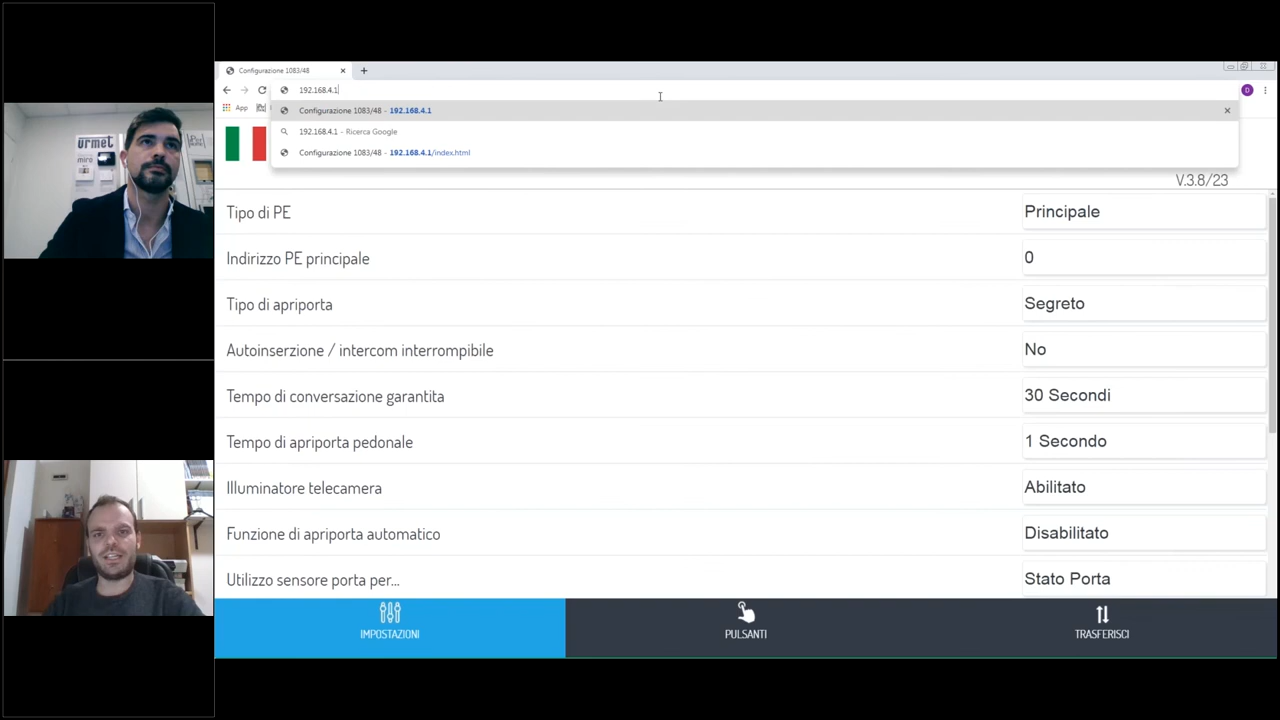 urmet
miro
Configurazione 1083/48
192.168.4.1
Configurazione 1083/48 - 192.168.4.1
192.168.4.1 - Ricerca Google
Configurazione 1083/48 - 192.168.4.1/index.html
App
D
V.3.8/23
Tipo di PE
Principale
Indirizzo PE principale
0
Tipo di apriporta
Segreto
Autoinserzione / intercom interrompibile
No
Tempo di conversazione garantita
30 Secondi
Tempo di apriporta pedonale
1 Secondo
Illuminatore telecamera
Abilitato
Funzione di apriporta automatico
Disabilitato
Utilizzo sensore porta per...
Stato Porta
IMPOSTAZIONI
PULSANTI
TRASFERISCI